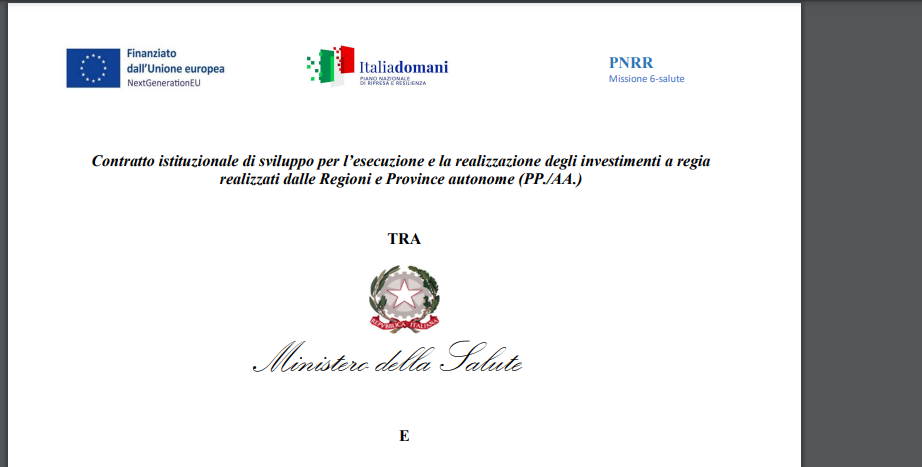 Finanziato
dall'Unione europea
NextGenerationEU
Italiadomani
PIANO NAZIONALE
DI RIPRESA E RESILIENZA
PNRR
Missione 6-salute
Contratto istituzionale di sviluppo per l’esecuzione e la realizzazione degli investimenti a regia
realizzati dalle Regioni e Province autonome (PP./AA.)
TRA
REPVBBLICA ITALIANA
Ministero della Salute
E